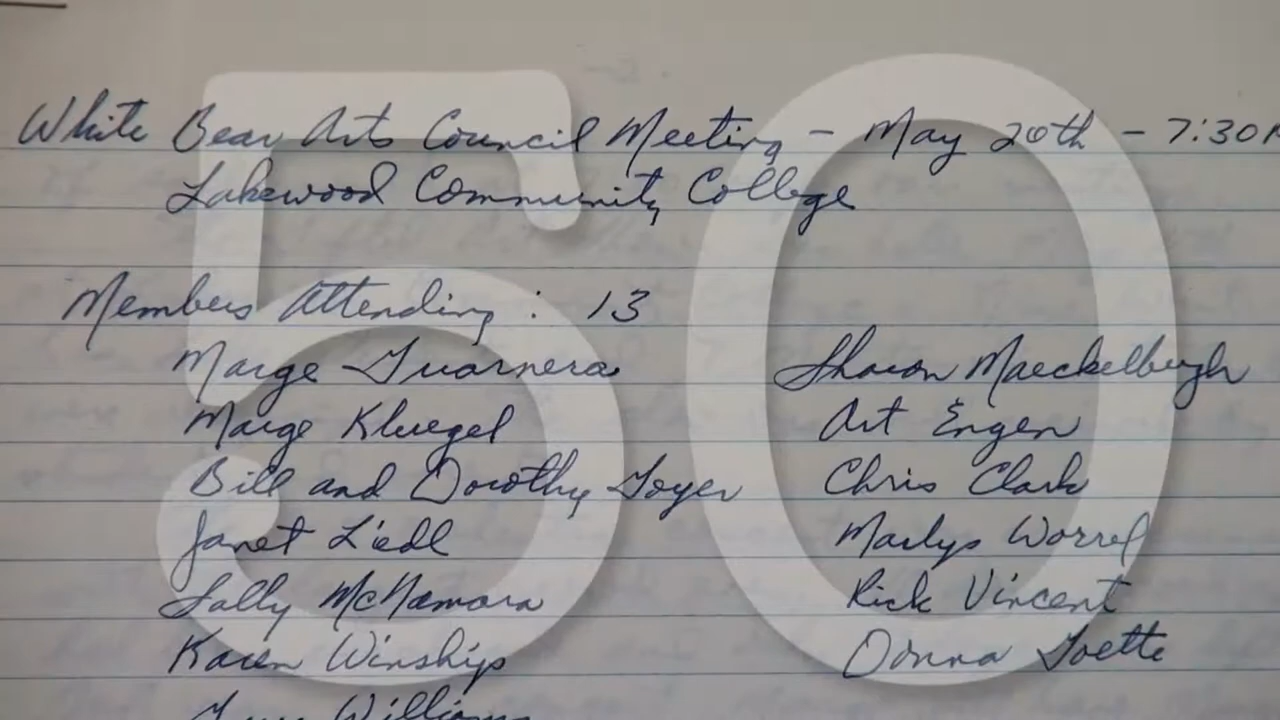 50
White Bear Arts Council Meeting - May 20th - 7:30
Lakewood Community College
Members Attending : 13
Marge Guarnera
Marge Kluegel
Bill and Dorothy Goyer
Janet Liedl
Sally McNamara
Karen Winship
Williams
Sharon Maeckelbergh
Art Engen
Chris Clark
Marlys Worrel
Rick Vincent
Donna Goette